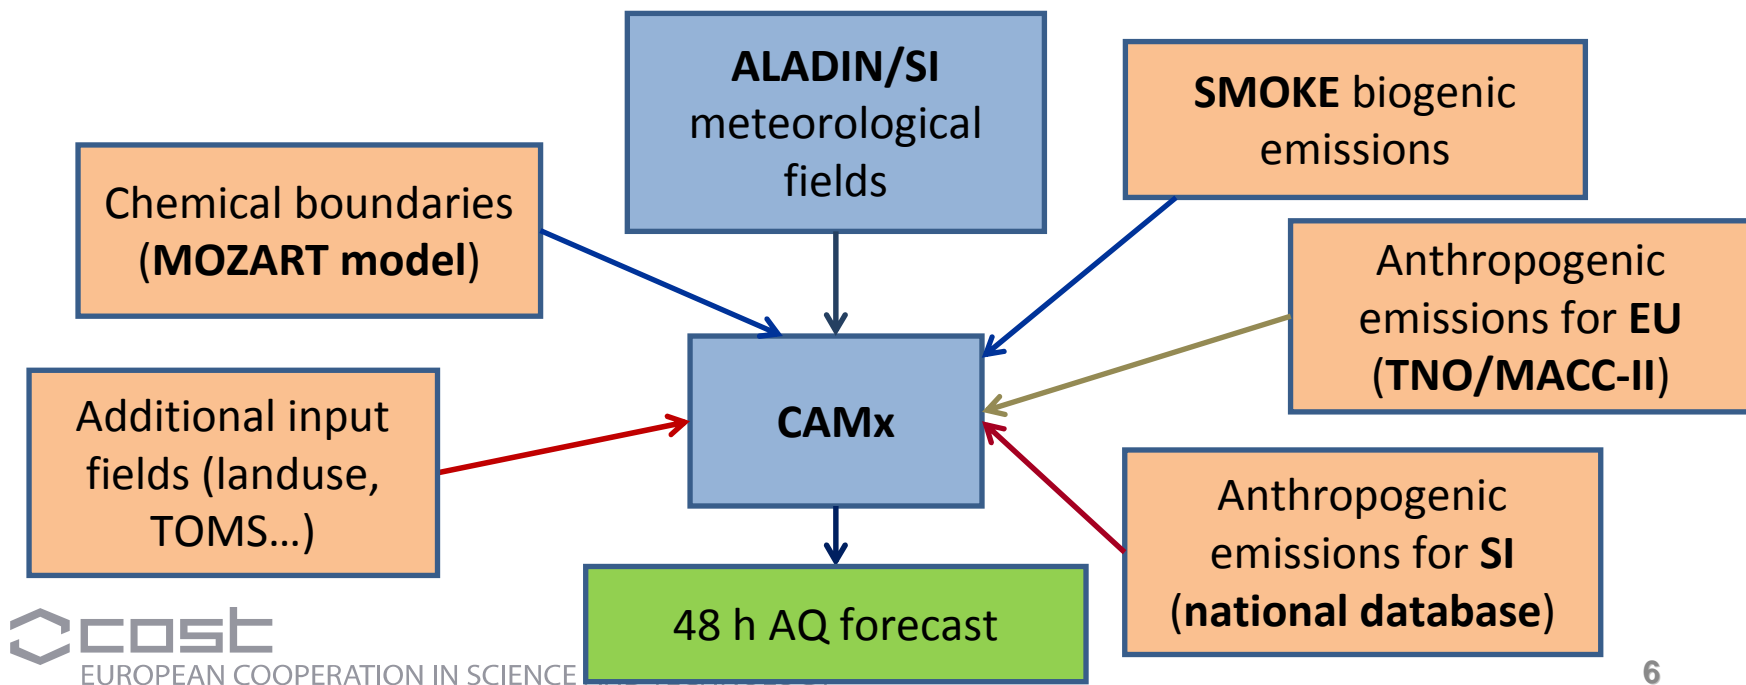 ALADIN/SI
meteorological
fields
SMOKE biogenic
emissions
Chemical boundaries
(MOZART model)
Anthropogenic
emissions for EU
(TNO/MACC-II)
Additional input
fields (landuse,
TOMS...)
CAMx
Anthropogenic
emissions for SI
(national database)
48 h AQ forecast
cost
EUROPEAN COOPERATION IN SCIENCE
6